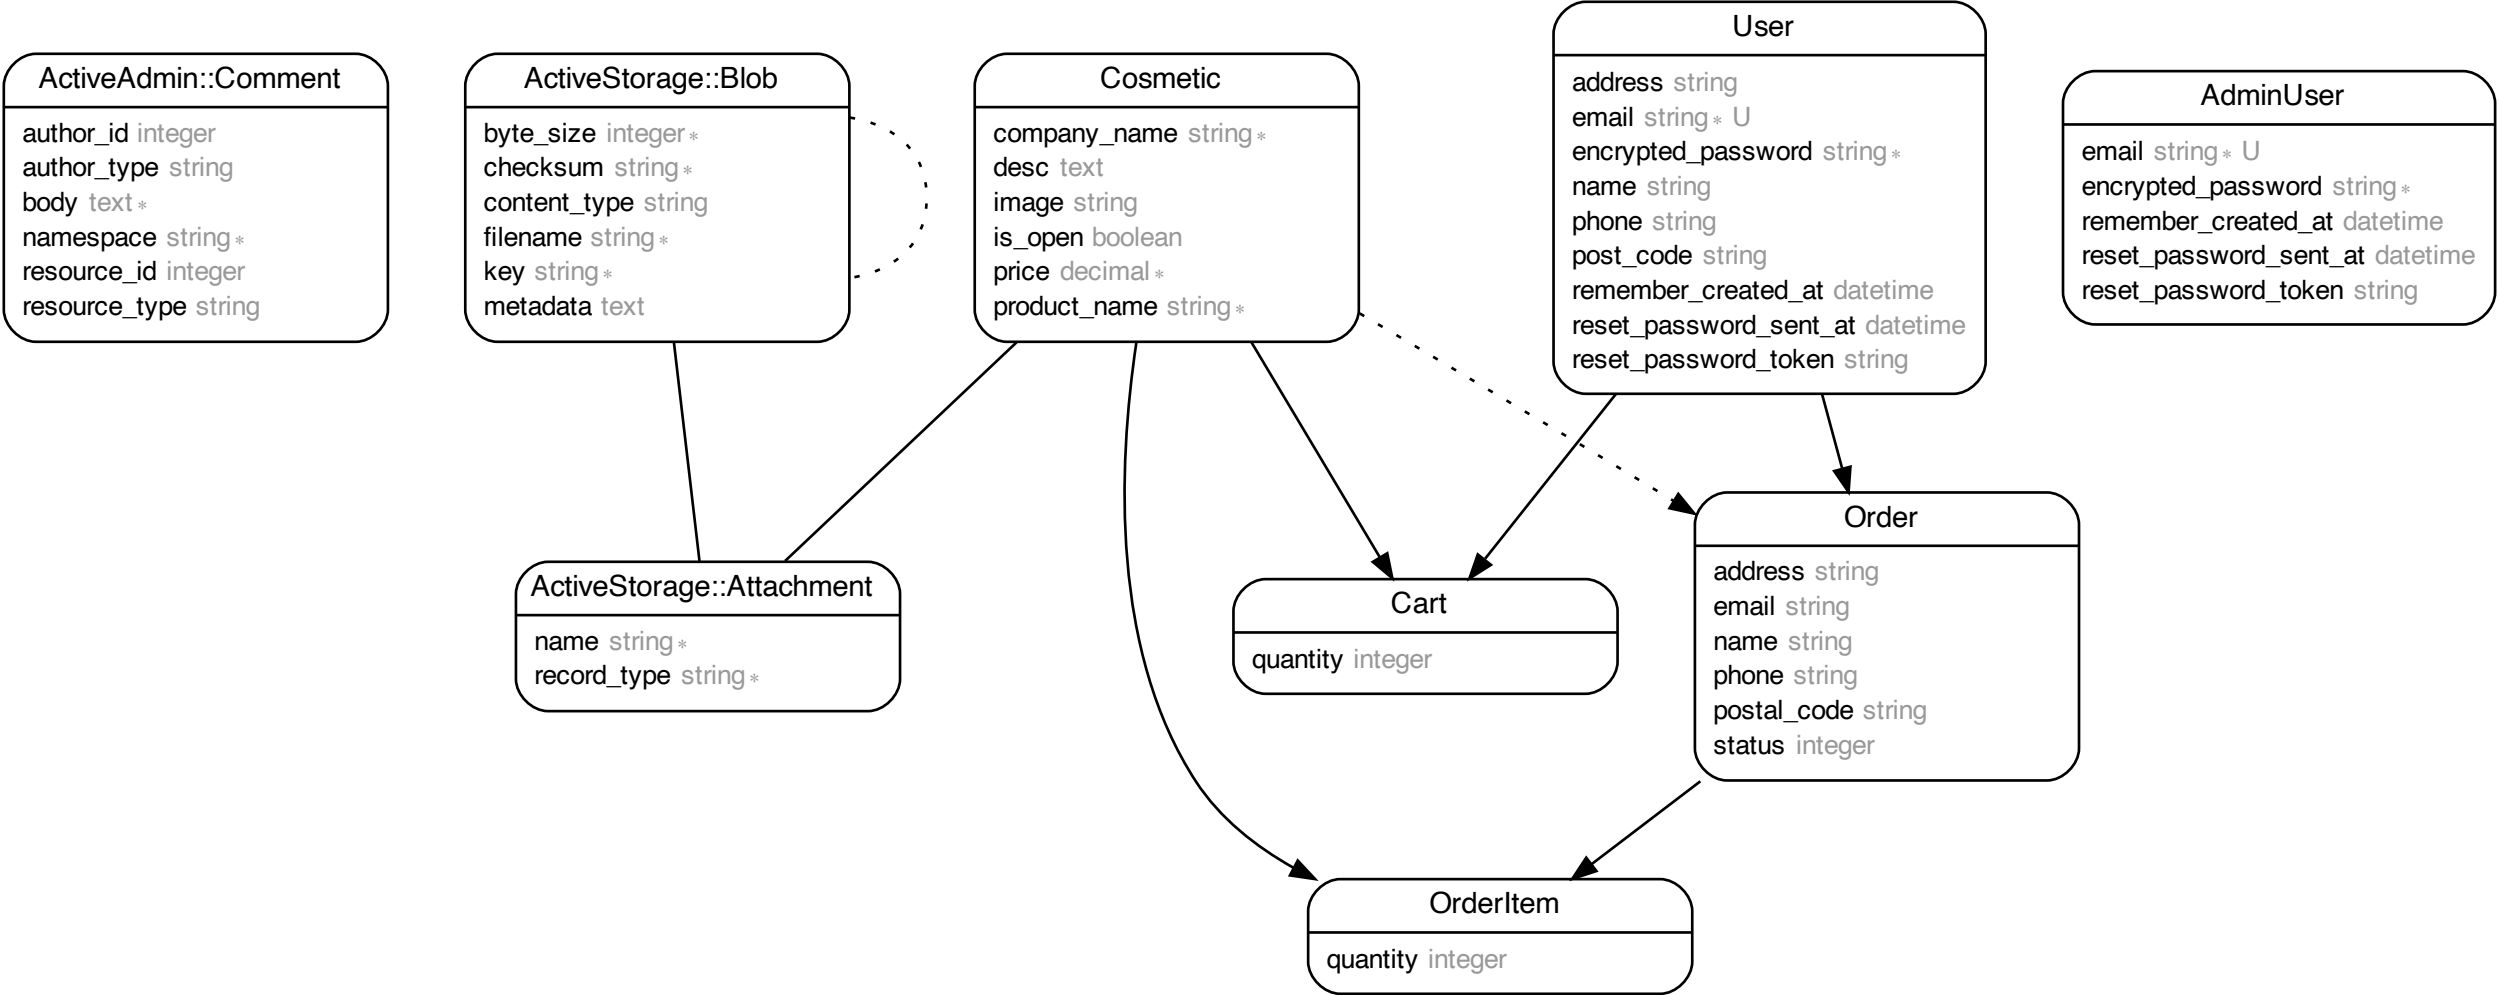 ActiveAdmin::Comment
author_id integer
author_type string
body text *
namespace string *
resource_id integer
resource_type string
ActiveStorage::Blob
byte_size integer *
checksum string *
content_type string
filename string *
key string *
metadata text
Cosmetic
company_name string *
desc text
image string
is_open boolean
price decimal *
product_name string *
User
address string
email string * U
encrypted_password string *
name string
phone string
post_code string
remember_created_at datetime
reset_password_sent_at datetime
reset_password_token string
AdminUser
email string * U
encrypted_password string *
remember_created_at datetime
reset_password_sent_at datetime
reset_password_token string
ActiveStorage::Attachment
name string *
record_type string *
Cart
quantity integer
Order
address string
email string
name string
phone string
postal_code string
status integer
OrderItem
quantity integer